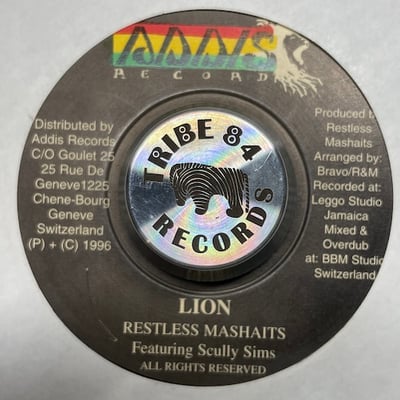 ADDIS
RECORD
Distributed by
Addis Records
C/O Goulet 25
25 Rue De
Geneve1225
Chene-Bourg
Geneve
Switzerland
(P) + (C) 1996
TRIBE 84
RECORDS
Produced b
Restless
Mashaits
Arranged by:
Bravo/R&M
Recorded at:
Leggo Studio
Jamaica
Mixed &
Overdub
at: BBM Studio
Switzerland
LION
RESTLESS MASHAITS
Featuring Scully Sims
ALL RIGHTS RESERVED